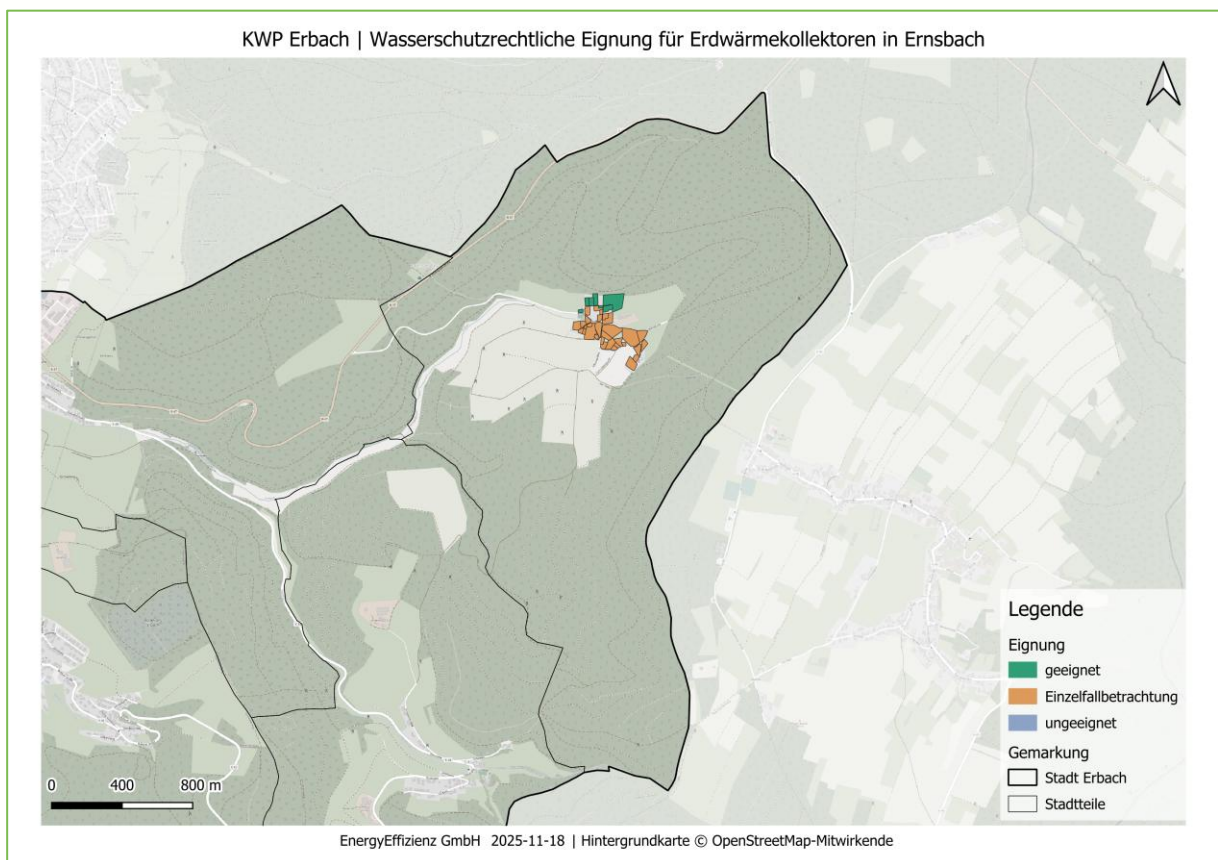 KWP Erbach | Wasserschutzrechtliche Eignung für Erdwärmekollektoren in Ernsbach
Legende
Eignung
geeignet
Einzelfallbetrachtung
ungeeignet
Gemarkung
Stadt Erbach
Stadtteile
0 400 800 m
EnergyEffizienz GmbH 2025-11-18 | Hintergrundkarte © OpenStreetMap-Mitwirkende